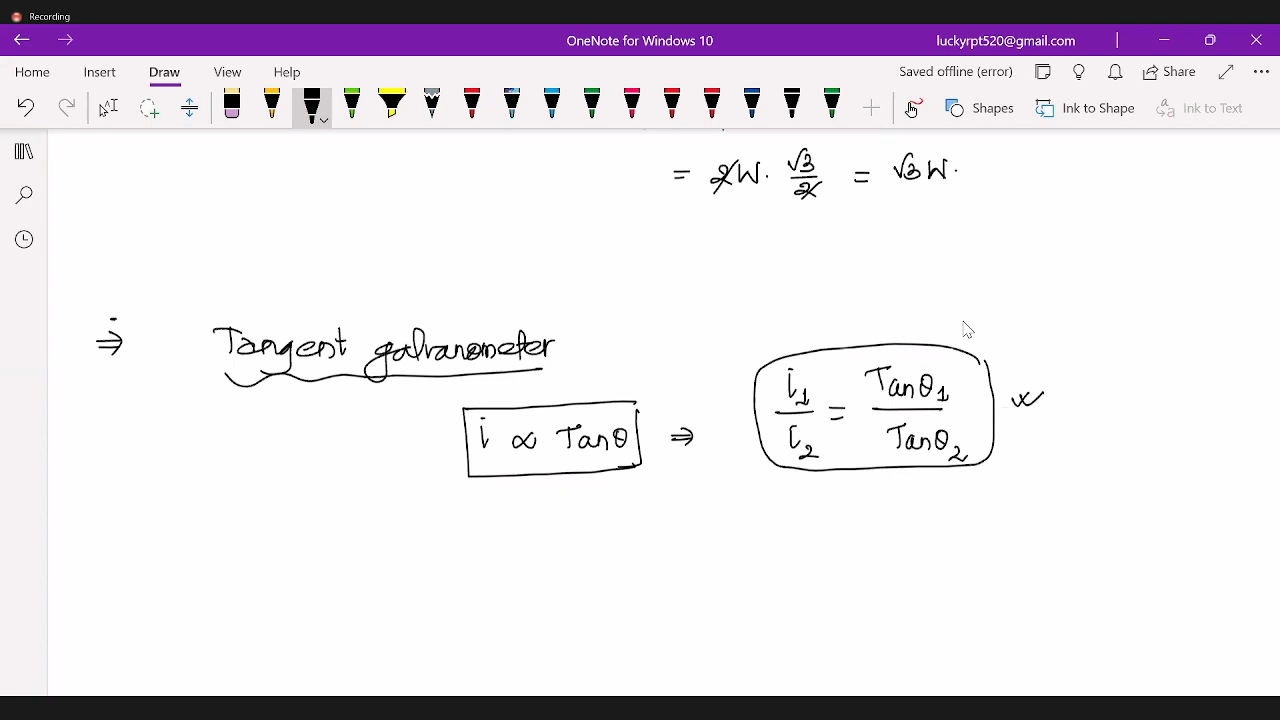 Recording
OneNote for Windows 10
luckyrpt520@gmail.com
Home Insert Draw View Help
Saved offline (error)
Share
Shapes
Ink to Shape
Ink to Text
= 2W · √3/2 = √3 W ·
⇒ Tangent galvanometer
i ∝ Tanθ ⇒ i₁/i₂ = Tanθ₁/Tanθ₂